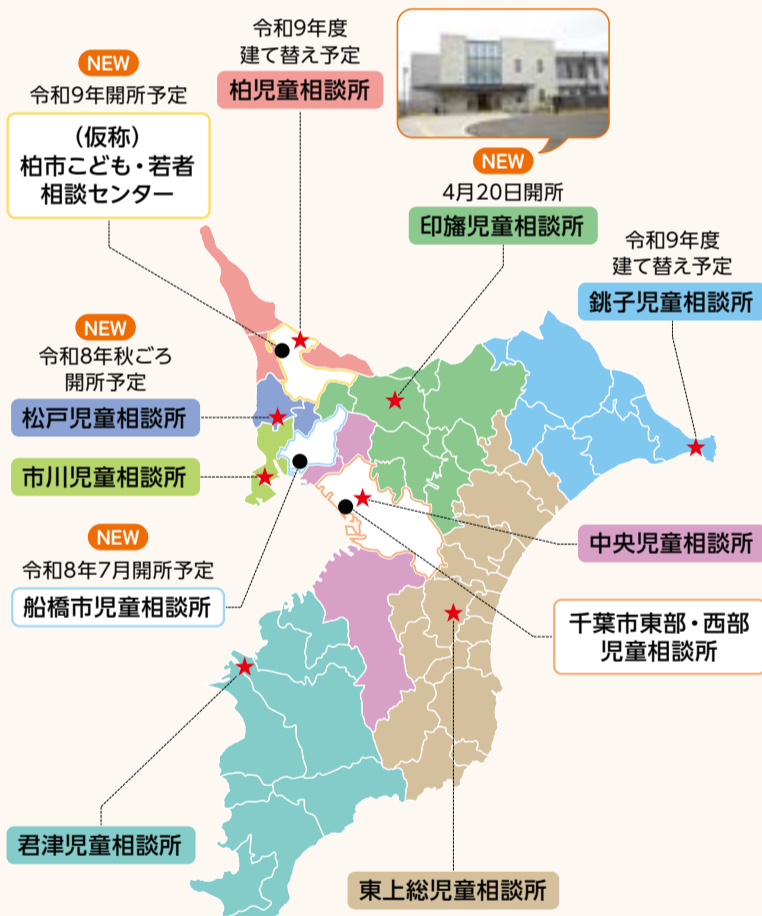 NEW
令和9年開所予定
(仮称)
柏市こども・若者
相談センター
令和9年度
建て替え予定
柏児童相談所
NEW
4月20日開所
印旛児童相談所
令和9年度
建て替え予定
銚子児童相談所
NEW
令和8年秋ごろ
開所予定
松戸児童相談所
市川児童相談所
NEW
令和8年7月開所予定
船橋市児童相談所
中央児童相談所
千葉市東部・西部
児童相談所
君津児童相談所
東上総児童相談所